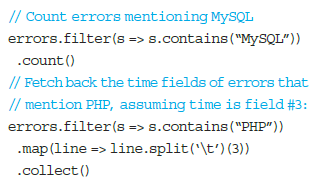 // Count errors mentioning MySQL
errors.filter(s => s.contains(“MySQL”))
.count()
// Fetch back the time fields of errors that
// mention PHP, assuming time is field #3:
errors.filter(s => s.contains(“PHP”))
.map(line => line.split(‘\t’)(3))
.collect()